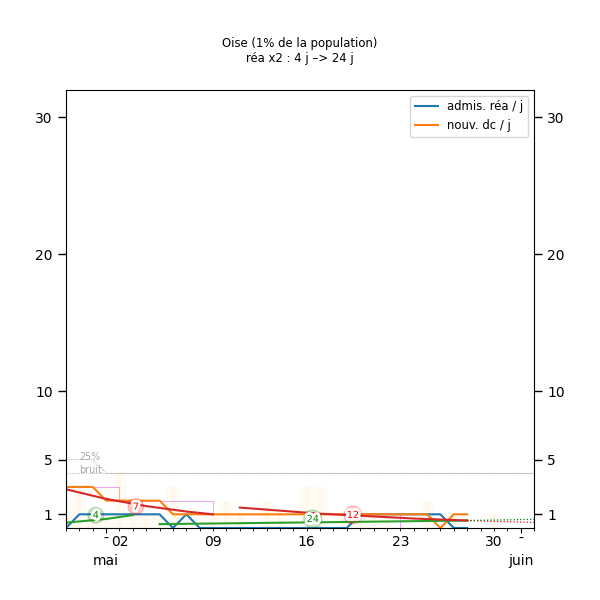 Oise (1% de la population)
réa x2 : 4 j –> 24 j
admis. réa / j
nouv. dc / j
30
30
20
20
10
10
5
5
1
1
25%
bruit
4
7
24
12
02
09
16
23
30
mai
juin